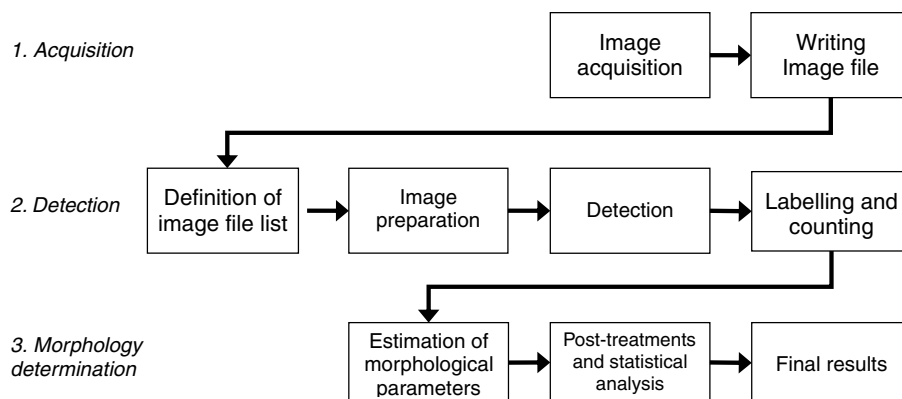 1. Acquisition
Image
acquisition
Writing
Image file
2. Detection
Definition of
image file list
Image
preparation
Detection
Labelling and
counting
3. Morphology
determination
Estimation of
morphological
parameters
Post-treatments
and statistical
analysis
Final results